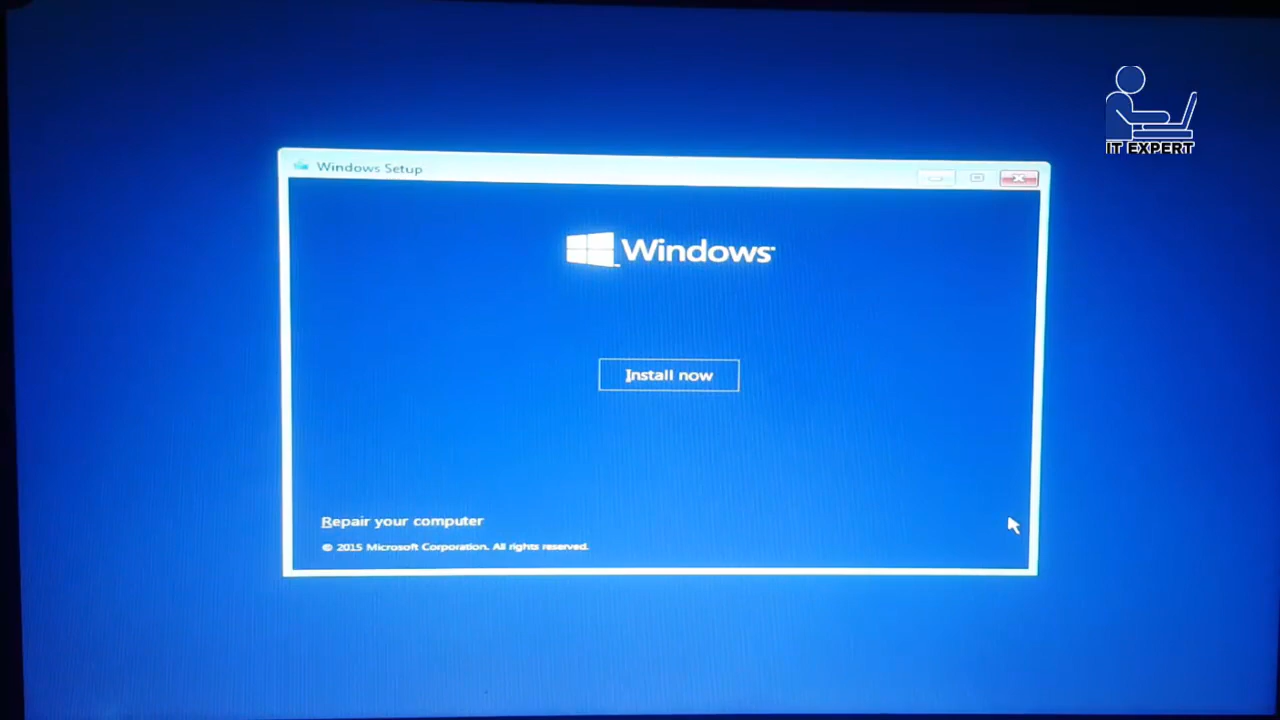 IT EXPERT
Windows Setup
Windows
Install now
Repair your computer
© 2015 Microsoft Corporation. All rights reserved.